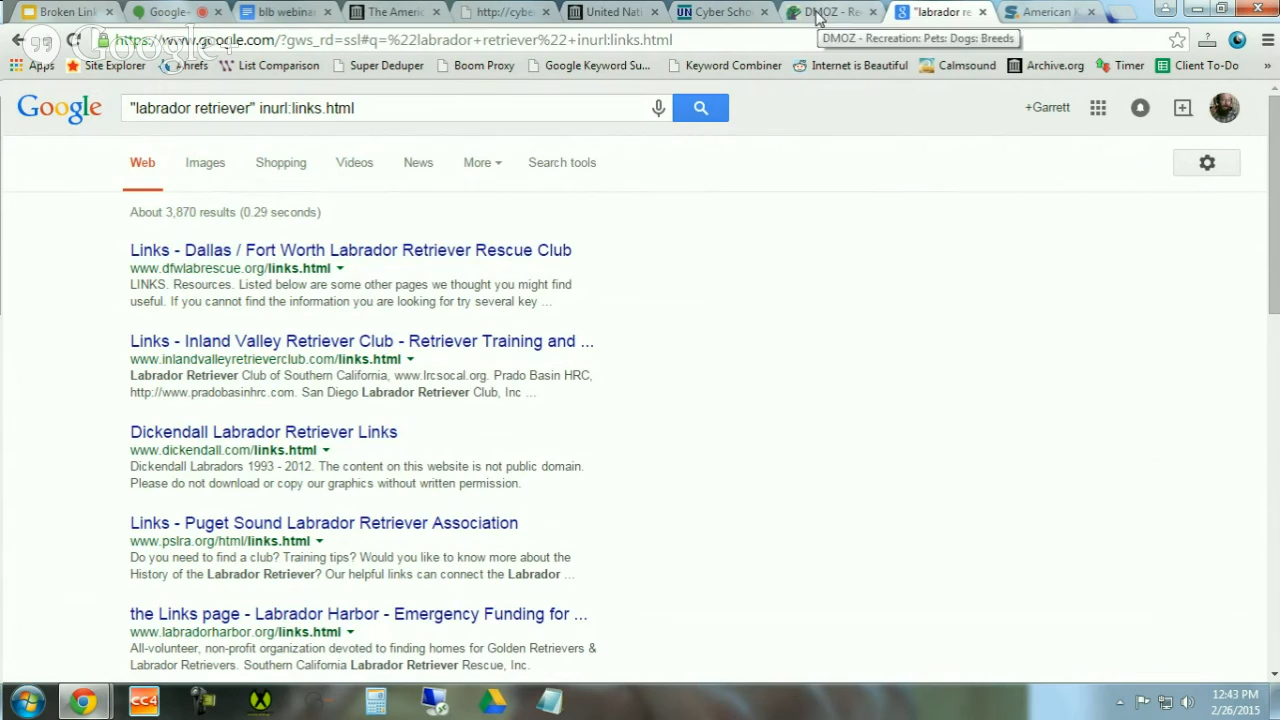 Broken Link
Google+
blb webinar
The Americ
http://cyber
United Nati
Cyber Scho
DMOZ - Re
"labrador re
American
https://www.google.com/?gws_rd=ssl#q=%22labrador+retriever%22+inurl:links.html
DMOZ - Recreation: Pets: Dogs: Breeds
Google+
Apps
Site Explorer
ahrefs
List Comparison
Super Deduper
Boom Proxy
Google Keyword Su...
Keyword Combiner
Internet is Beautiful
Calmsound
Archive.org
Timer
Client To-Do
»
Google
"labrador retriever" inurl:links.html
+Garrett
Web Images Shopping Videos News More Search tools
About 3,870 results (0.29 seconds)
Links - Dallas / Fort Worth Labrador Retriever Rescue Club
www.dfwlabrescue.org/links.html
LINKS. Resources. Listed below are some other pages we thought you might find
useful. If you cannot find the information you are looking for try several key ...
Links - Inland Valley Retriever Club - Retriever Training and ...
www.inlandvalleyretrieverclub.com/links.html
Labrador Retriever Club of Southern California, www.lrcsocal.org. Prado Basin HRC,
http://www.pradobasinhrc.com. San Diego Labrador Retriever Club, Inc ...
Dickendall Labrador Retriever Links
www.dickendall.com/links.html
Dickendall Labradors 1993 - 2012. The content on this website is not public domain.
Please do not download or copy our graphics without written permission.
Links - Puget Sound Labrador Retriever Association
www.pslra.org/html/links.html
Do you need to find a club? Training tips? Would you like to know more about the
History of the Labrador Retriever? Our helpful links can connect the Labrador ...
the Links page - Labrador Harbor - Emergency Funding for ...
www.labradorharbor.org/links.html
All-volunteer, non-profit organization devoted to finding homes for Golden Retrievers &
Labrador Retrievers. Southern California Labrador Retriever Rescue, Inc.
CC4
12:43 PM
2/26/2015